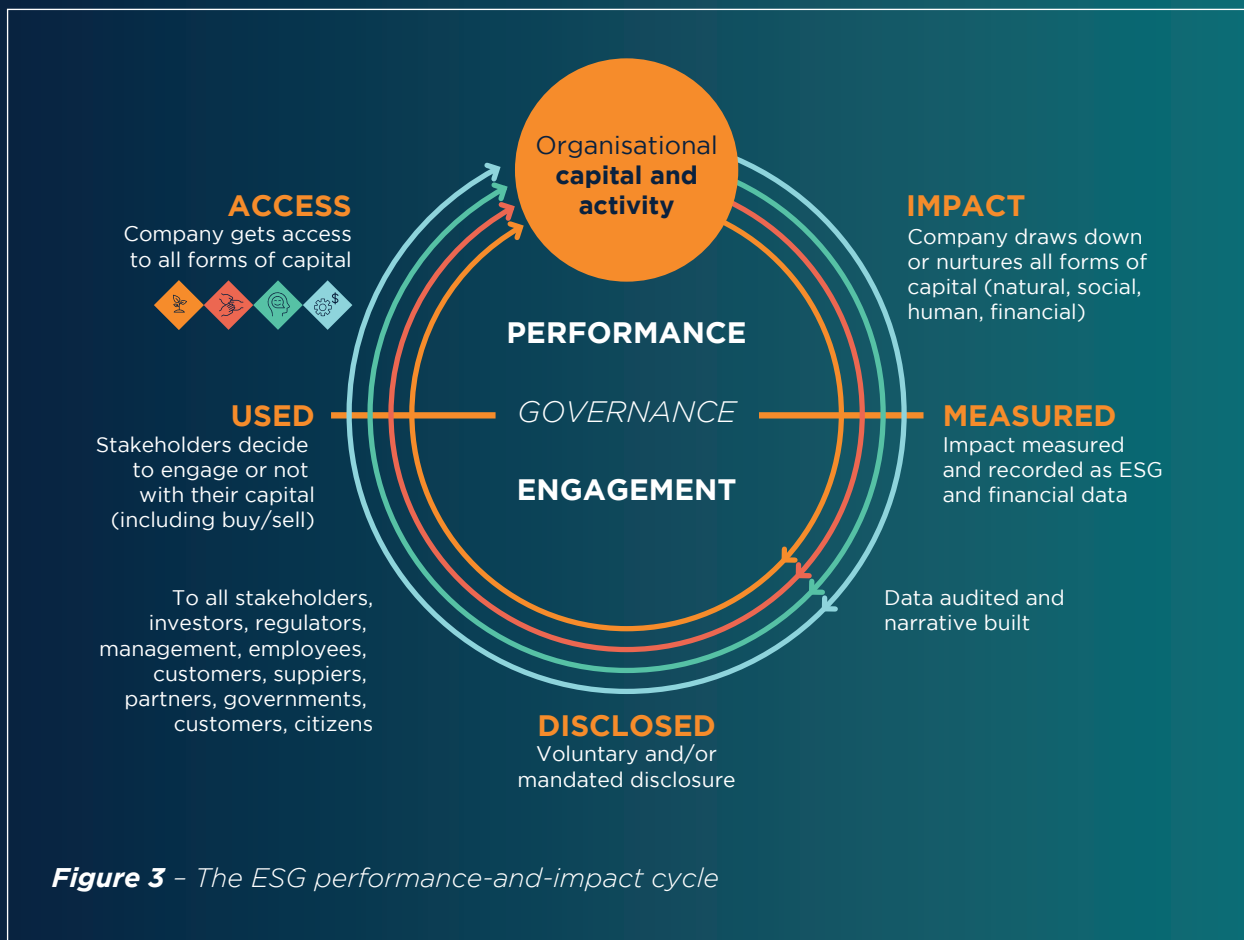 Organisational
capital and
activity
IMPACT
Company draws down
or nurtures all forms of
capital (natural, social,
human, financial)
MEASURED
Impact measured
and recorded as ESG
and financial data
Data audited and
narrative built
DISCLOSED
Voluntary and/or
mandated disclosure
To all stakeholders,
investors, regulators,
management, employees,
customers, suppiers,
partners, governments,
customers, citizens
USED
Stakeholders decide
to engage or not
with their capital
(including buy/sell)
ACCESS
Company gets access
to all forms of capital
$
PERFORMANCE
GOVERNANCE
ENGAGEMENT
Figure 3 – The ESG performance-and-impact cycle